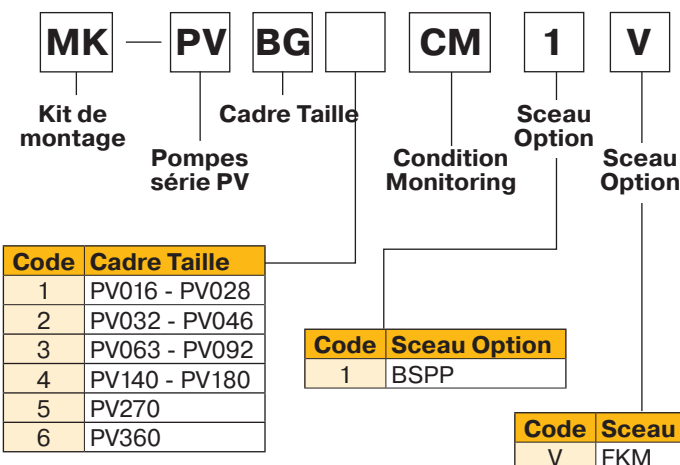 MK — PV BG CM 1 V
Kit de montage
Cadre Taille
Sceau Option
Pompes série PV
Condition Monitoring
Sceau Option
Code Cadre Taille
1 PV016 - PV028
2 PV032 - PV046
3 PV063 - PV092
4 PV140 - PV180
5 PV270
6 PV360
Code Sceau Option
1 BSPP
Code Sceau
V FKM